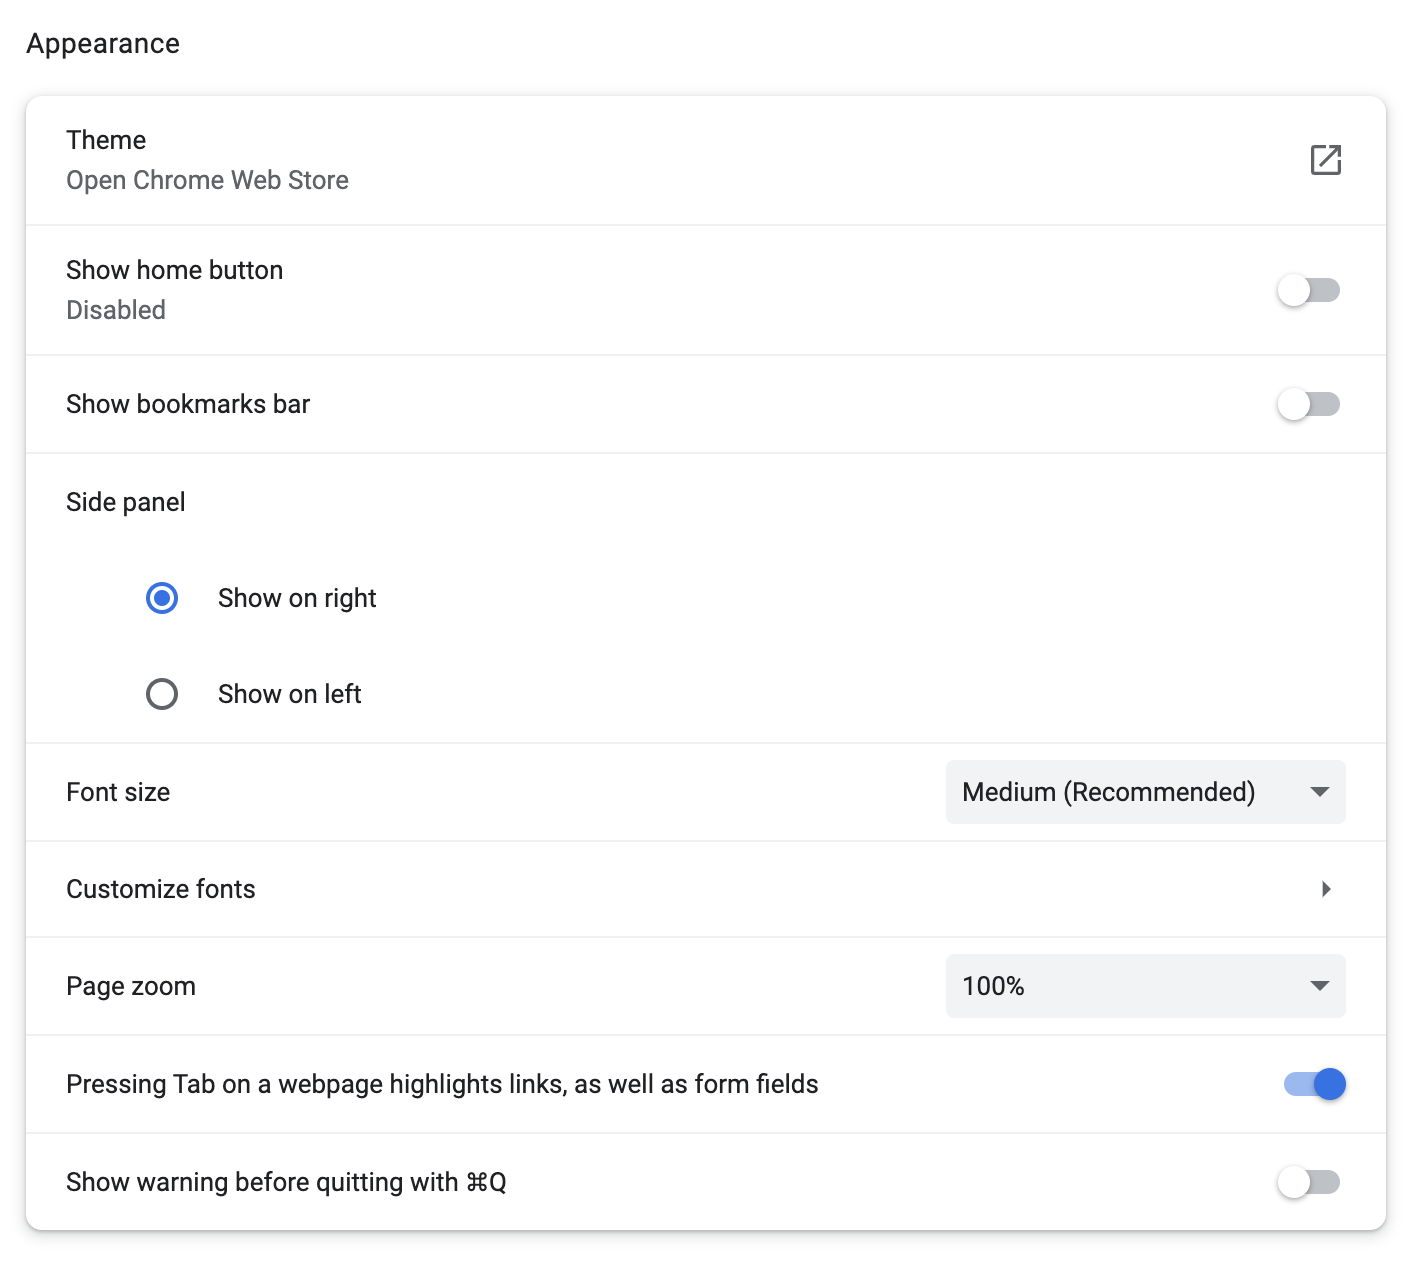 Appearance
Theme
Open Chrome Web Store
Show home button
Disabled
Show bookmarks bar
Side panel
Show on right
Show on left
Font size
Medium (Recommended)
Customize fonts
Page zoom
100%
Pressing Tab on a webpage highlights links, as well as form fields
Show warning before quitting with ⌘Q